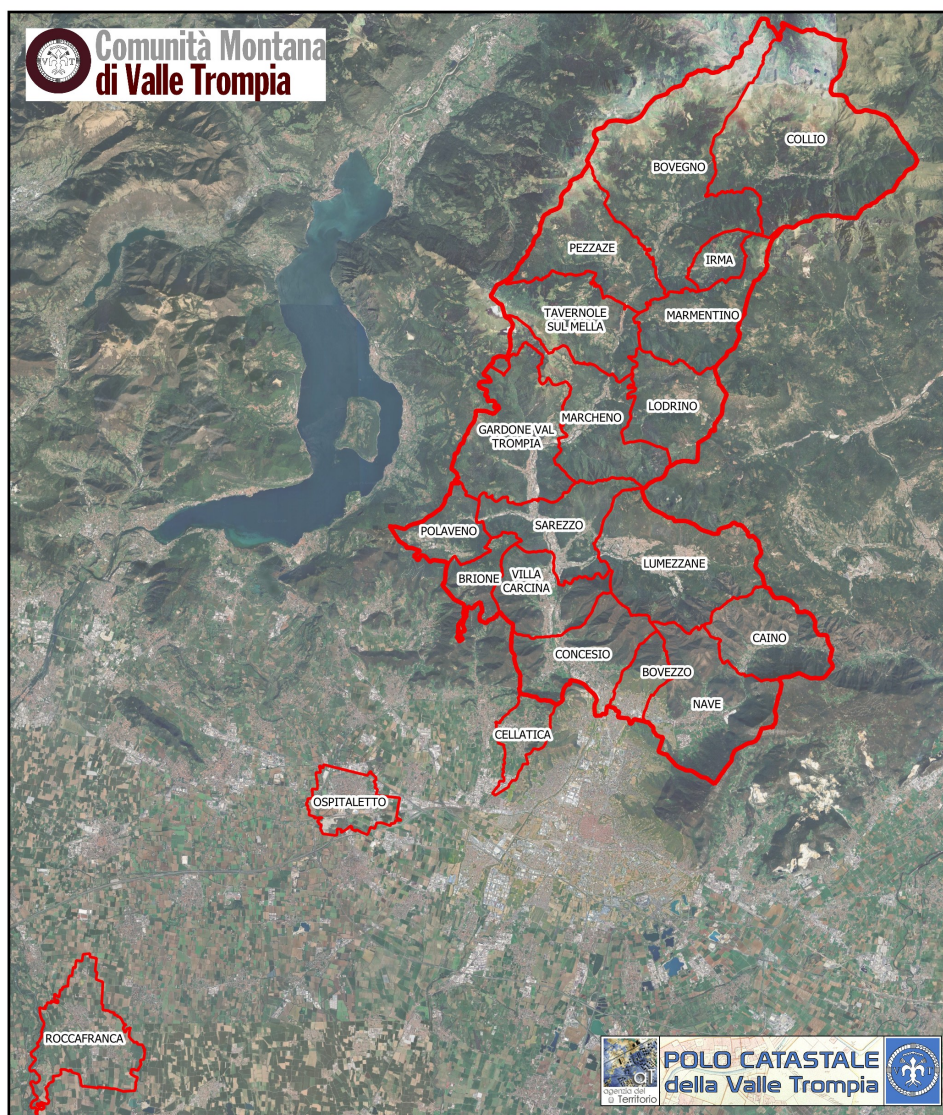 Comunità Montana
di Valle Trompia
V T
COLLIO
BOVEGNO
PEZZAZE
IRMA
TAVERNOLE
SUL MELLA
MARMENTINO
LODRINO
MARCHENO
GARDONE VAL
TROMPIA
SAREZZO
POLAVENO
LUMEZZANE
BRIONE
VILLA
CARCINA
CAINO
CONCESIO
BOVEZZO
NAVE
CELLATICA
OSPITALETTO
ROCCAFRANCA
aT
agenzia del
Territorio
POLO CATASTALE
della Valle Trompia